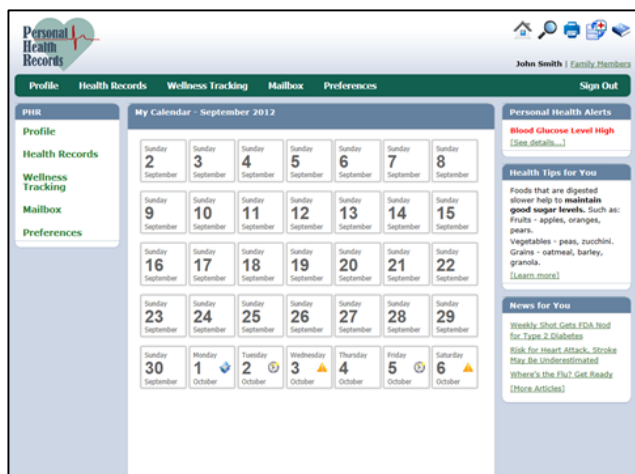 Personal
Health
Records
John Smith | Family Members
Profile Health Records Wellness Tracking Mailbox Preferences Sign Out
PHR
Profile
Health Records
Wellness
Tracking
Mailbox
Preferences
My Calendar - September 2012
Sunday Sunday Sunday Sunday Sunday Sunday Sunday
2 3 4 5 6 7 8
September September September September September September September
Sunday Sunday Sunday Sunday Sunday Sunday Sunday
9 10 11 12 13 14 15
September September September September September September September
Sunday Sunday Sunday Sunday Sunday Sunday Sunday
16 17 18 19 20 21 22
September September September September September September September
Sunday Sunday Sunday Sunday Sunday Sunday Sunday
23 24 25 26 27 28 29
September September September September September September September
Sunday Monday Tuesday Wednesday Thursday Friday Saturday
30 1 2 3 4 5 6
September October October October October October October
Personal Health Alerts
Blood Glucose Level High
[See details...]
Health Tips for You
Foods that are digested
slower help to maintain
good sugar levels. Such as:
Fruits - apples, oranges,
pears.
Vegetables - peas, zucchini.
Grains - oatmeal, barley,
granola.
[Learn more]
News for You
Weekly Shot Gets FDA Nod
for Type 2 Diabetes
Risk for Heart Attack, Stroke
May Be Underestimated
Where's the Flu? Get Ready
[More Articles]